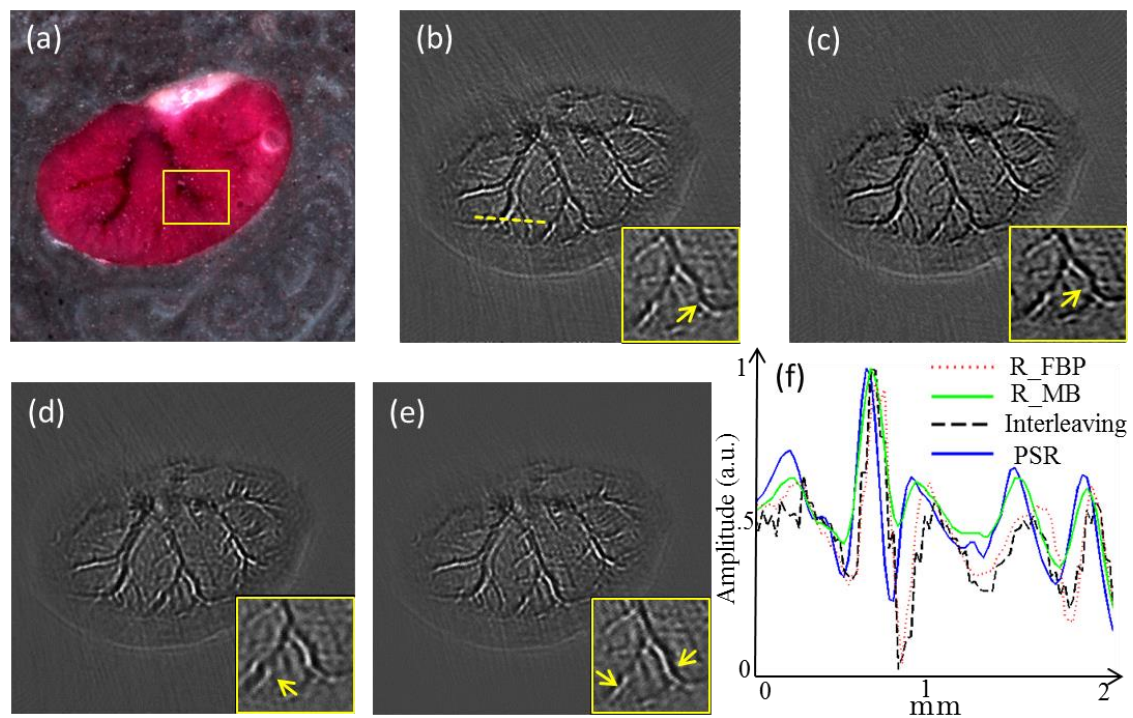 (a)
(b)
(c)
(d)
(e)
(f)
1
.5
0
Amplitude (a.u.)
R_FBP
R_MB
Interleaving
PSR
0
1
2
mm